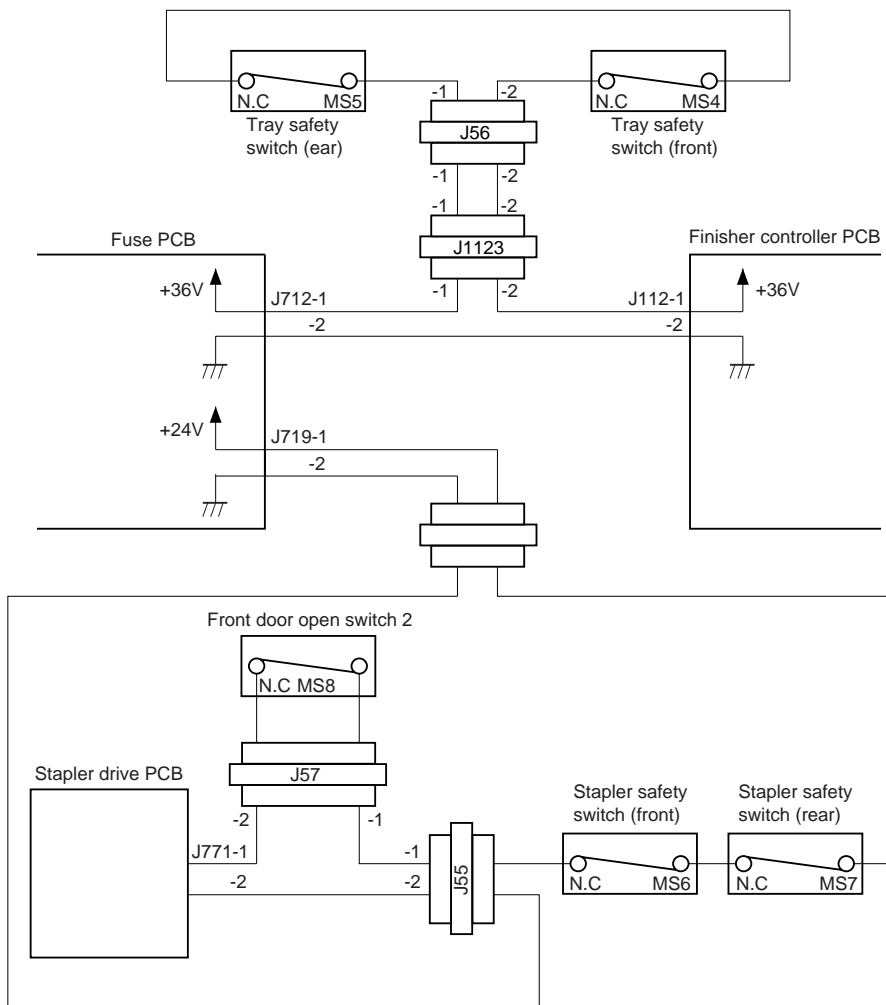 N.C MS5
Tray safety
switch (ear)
N.C MS4
Tray safety
switch (front)
-1 -2
J56
-1 -2
-1 -2
J1123
-1 -2
Fuse PCB
Finisher controller PCB
+36V
J712-1
J112-1
+36V
-2
-2
+24V
J719-1
-2
Front door open switch 2
N.C MS8
J57
-2 -1
Stapler drive PCB
J771-1
-2
-1
-2
J55
Stapler safety
switch (front)
N.C MS6
Stapler safety
switch (rear)
N.C MS7